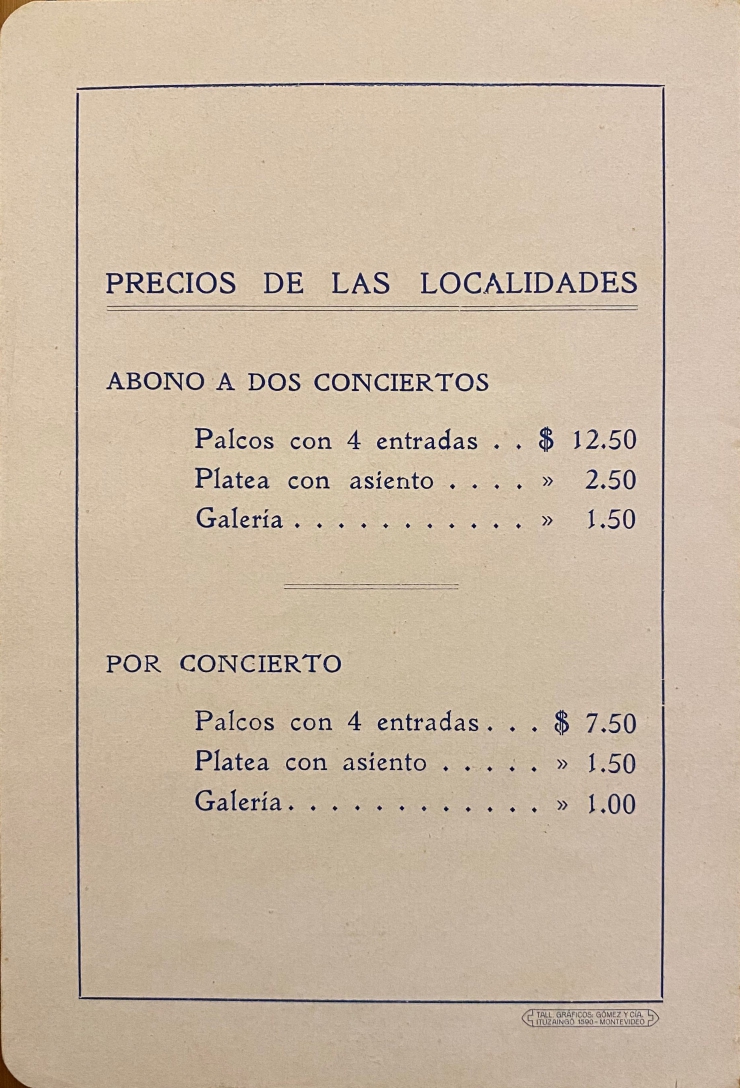 PRECIOS DE LAS LOCALIDADES
ABONO A DOS CONCIERTOS
Palcos con 4 entradas . . $ 12.50
Platea con asiento . . . . » 2.50
Galería . . . . . . . . . . . » 1.50
POR CONCIERTO
Palcos con 4 entradas . . . $ 7.50
Platea con asiento . . . . . » 1.50
Galería . . . . . . . . . . . . » 1.00
TALL. GRÁFICOS: GÓMEZ Y CÍA.
ITUZAINGÓ 1590 - MONTEVIDEO